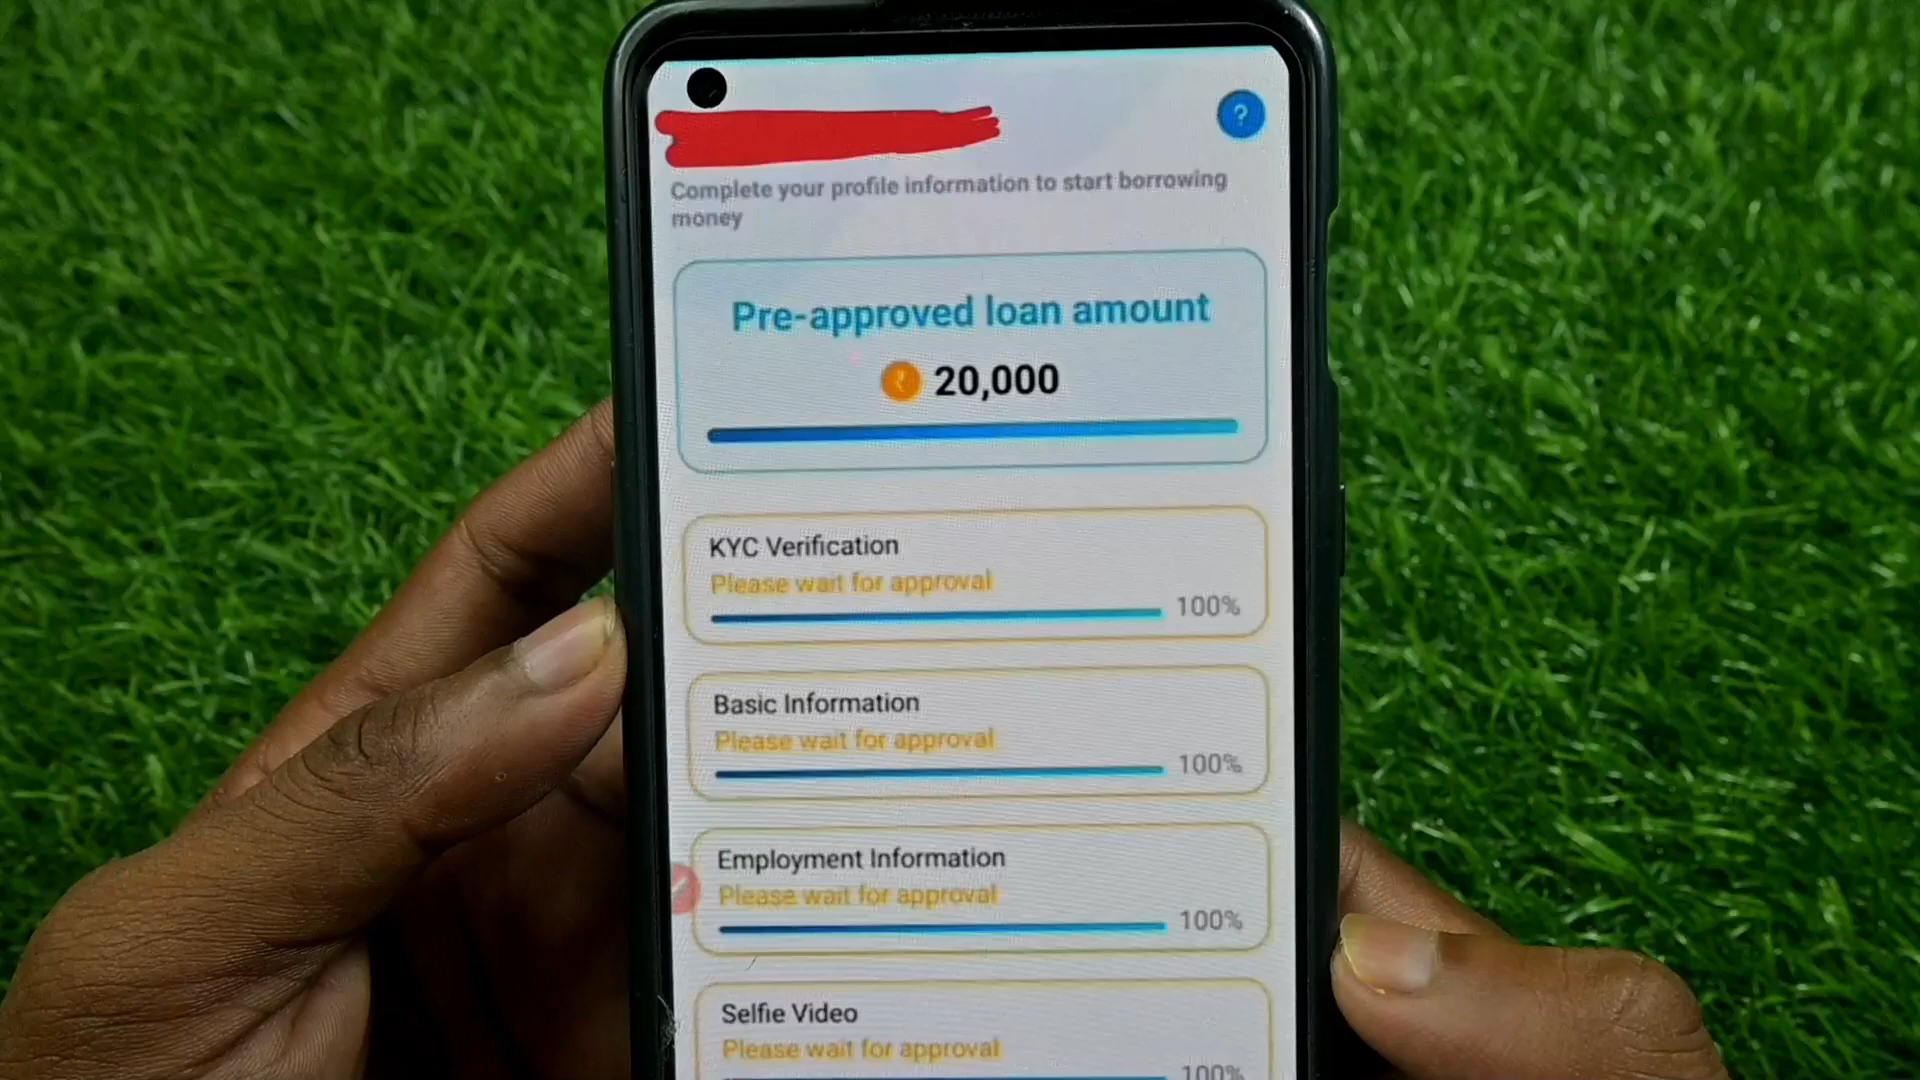 ?
Complete your profile information to start borrowing
money
Pre-approved loan amount
₹ 20,000
KYC Verification
Please wait for approval
100%
Basic Information
Please wait for approval
100%
Employment Information
Please wait for approval
100%
Selfie Video
Please wait for approval
100%